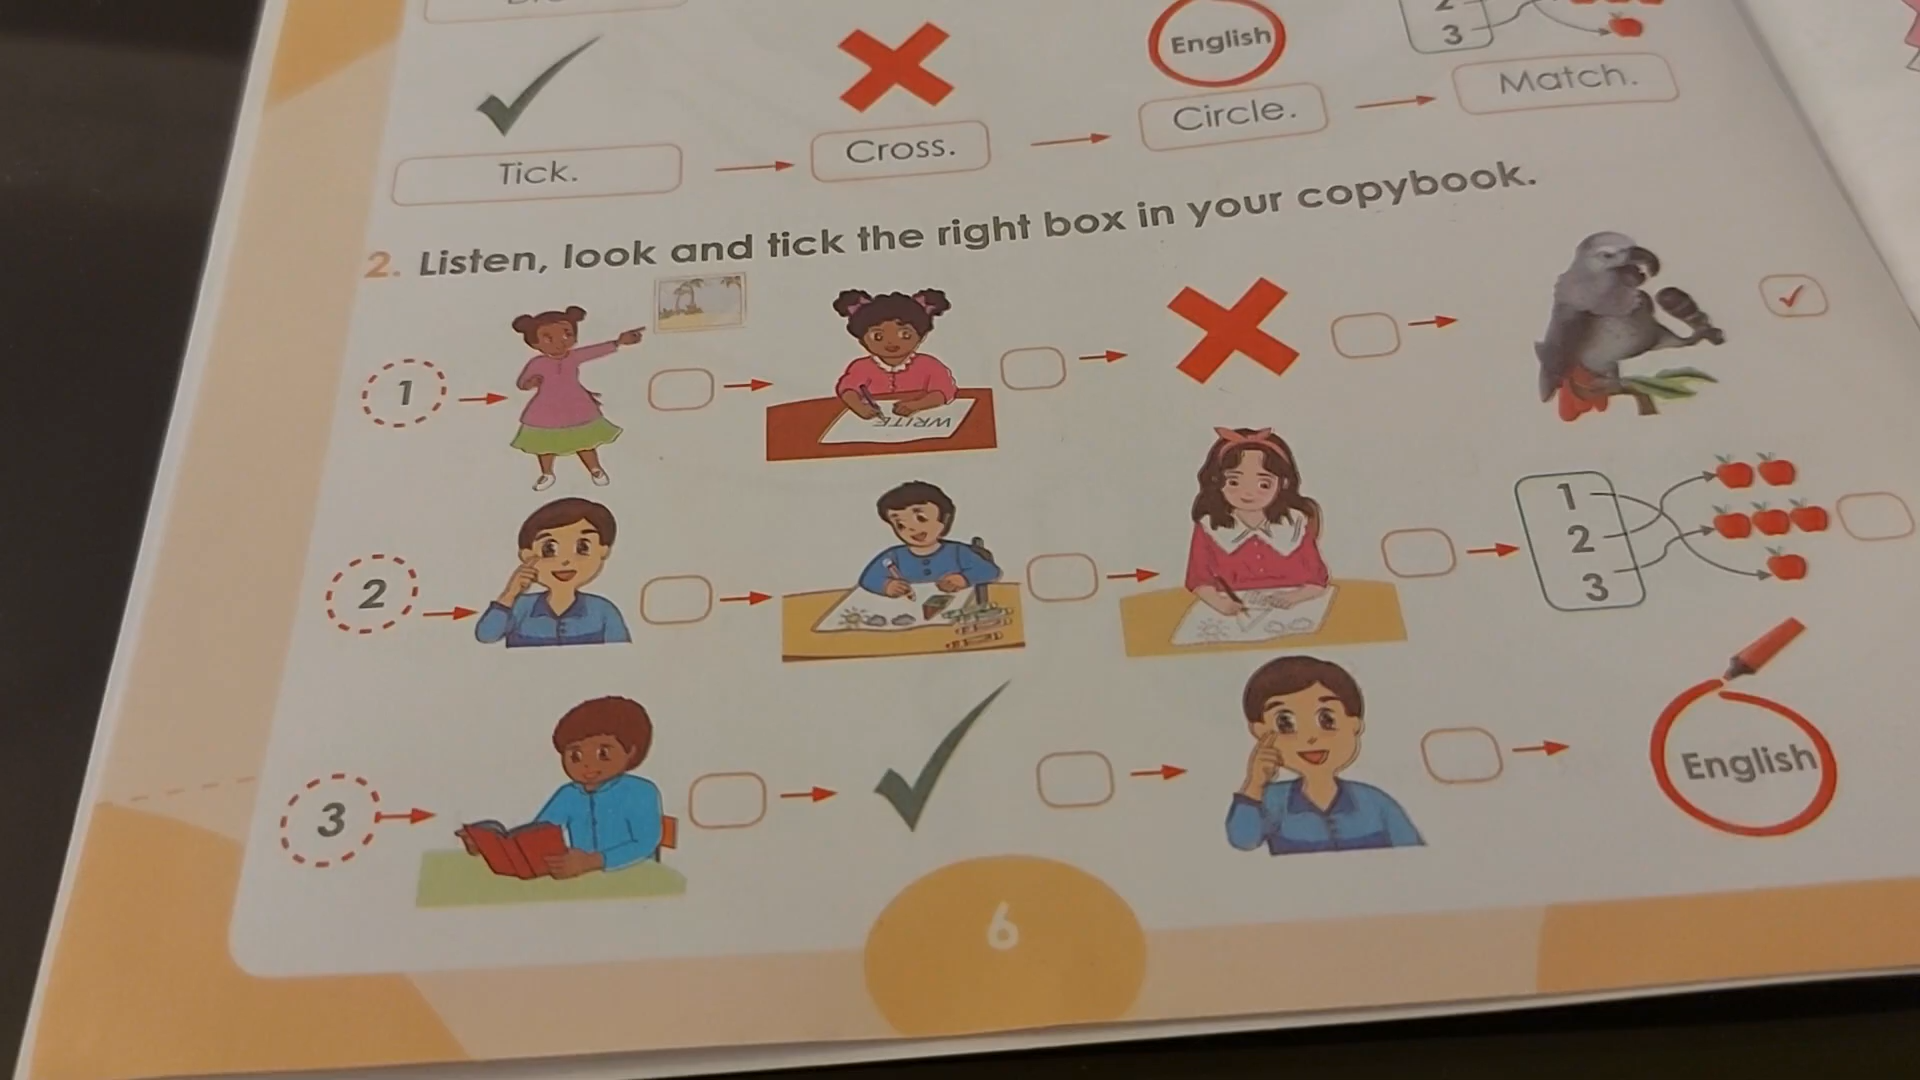 English
3
Tick.
Cross.
Circle.
Match.
2. Listen, look and tick the right box in your copybook.
1
WRITE
2
1
2
3
3
English
6